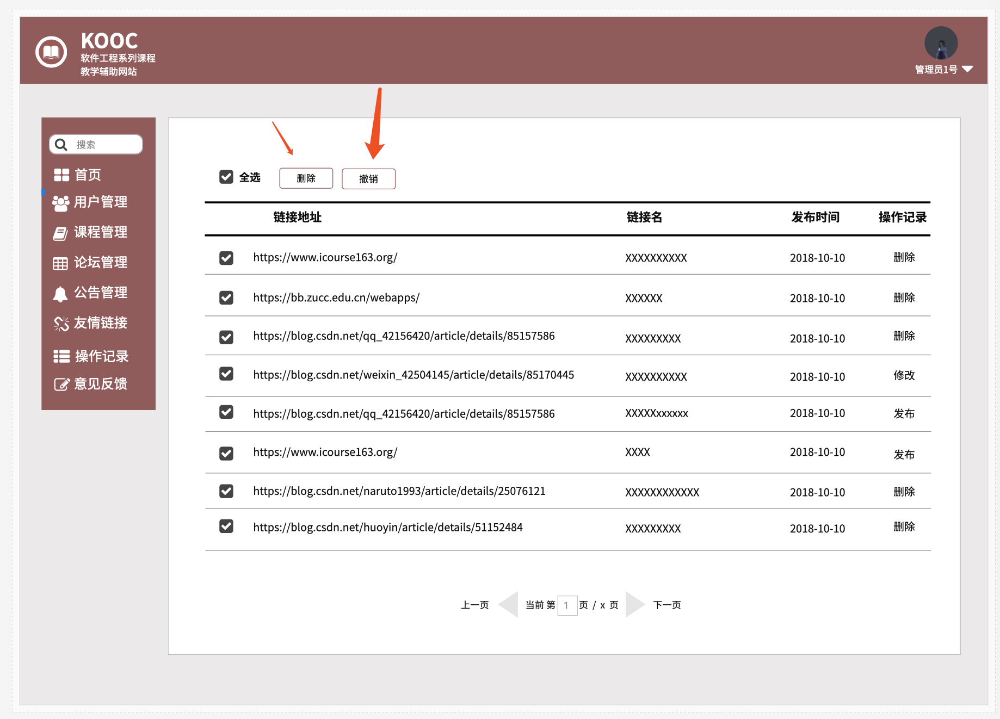 KOOC
软件工程系列课程
教学辅助网站
管理员1号
搜索
首页
用户管理
课程管理
论坛管理
公告管理
友情链接
操作记录
意见反馈
全选 删除 撤销
链接地址 链接名 发布时间 操作记录
https://www.icourse163.org/ XXXXXXXXXX 2018-10-10 删除
https://bb.zucc.edu.cn/webapps/ XXXXXX 2018-10-10 删除
https://blog.csdn.net/qq_42156420/article/details/85157586 XXXXXXXXX 2018-10-10 删除
https://blog.csdn.net/weixin_42504145/article/details/85170445 XXXXXXXXXX 2018-10-10 修改
https://blog.csdn.net/qq_42156420/article/details/85157586 XXXXXxxxxxx 2018-10-10 发布
https://www.icourse163.org/ XXXX 2018-10-10 发布
https://blog.csdn.net/naruto1993/article/details/25076121 XXXXXXXXXXXX 2018-10-10 删除
https://blog.csdn.net/huoyin/article/details/51152484 XXXXXXXXX 2018-10-10 删除
上一页 当前 第 1 页 / x 页 下一页